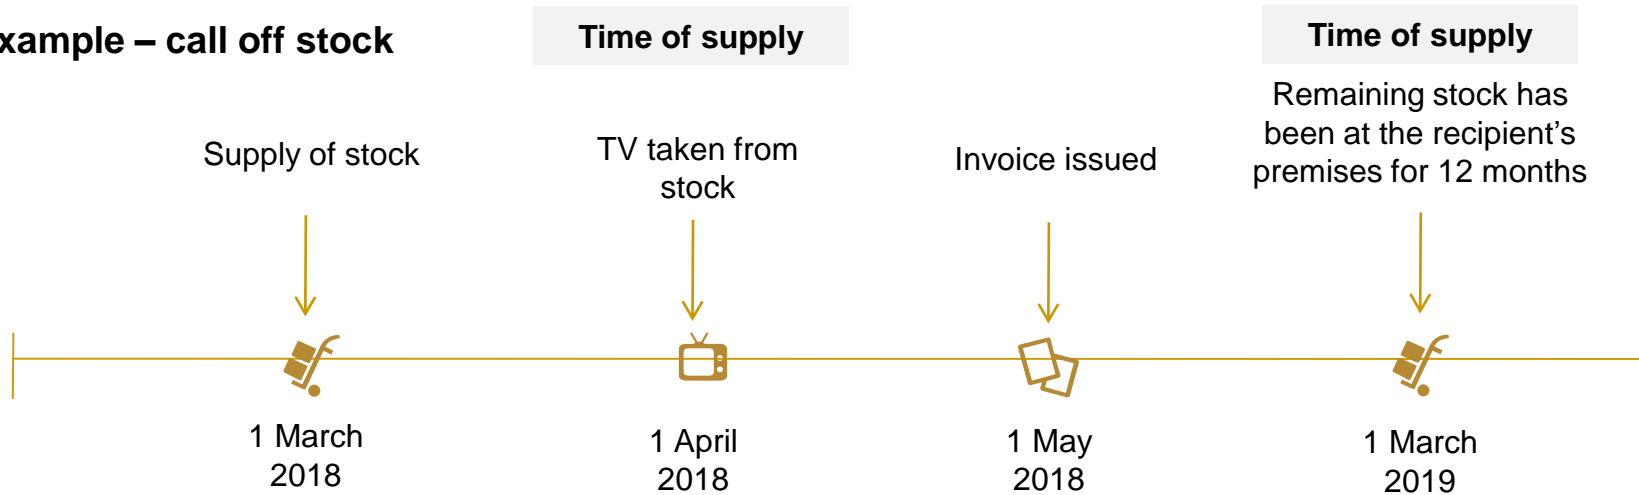 xample – call off stock
Time of supply
Time of supply
Supply of stock
TV taken from
stock
Invoice issued
Remaining stock has
been at the recipient's
premises for 12 months
1 March
2018
1 April
2018
1 May
2018
1 March
2019